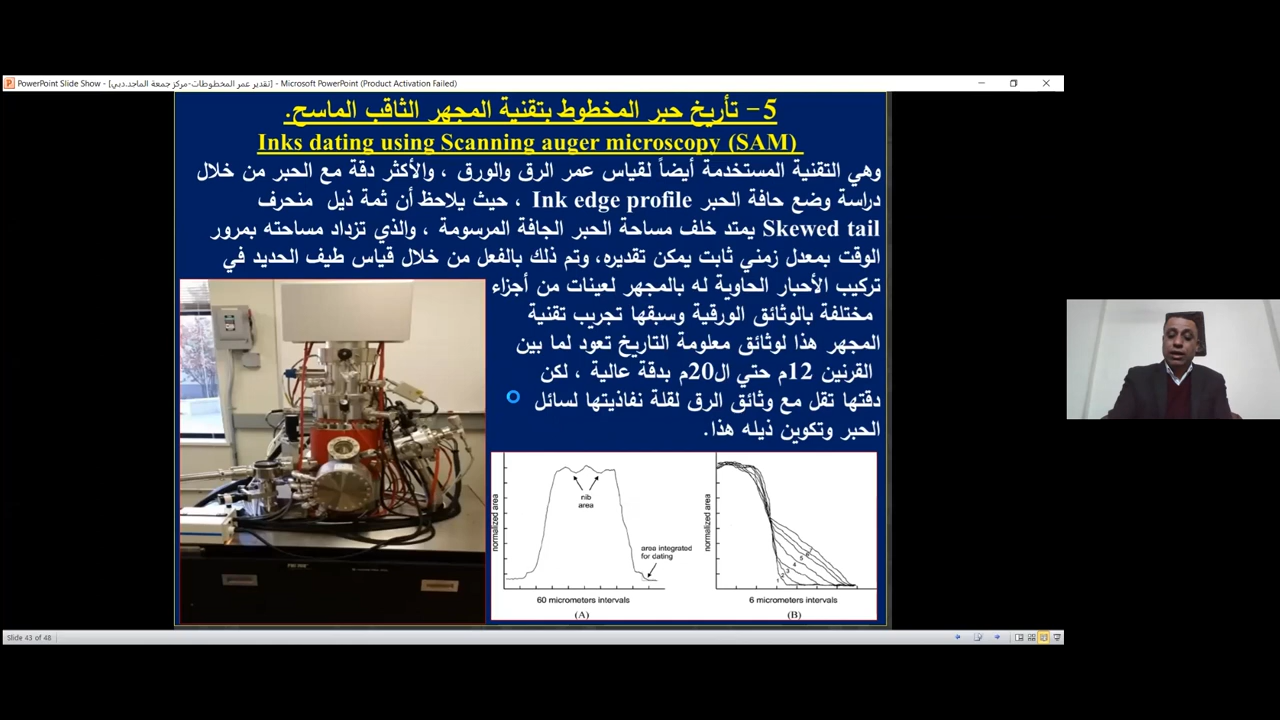 PowerPoint Slide Show - [تقدير عمر المخطوطات-مركز جمعة الماجد.دبي] - Microsoft PowerPoint (Product Activation Failed)
5- تأريخ حبر المخطوط بتقنية المجهر الثاقب الماسح.
Inks dating using Scanning auger microscopy (SAM)
وهي التقنية المستخدمة أيضاً لقياس عمر الرق والورق ، والأكثر دقة مع الحبر من خلال
دراسة وضع حافة الحبر Ink edge profile ، حيث يلاحظ أن ثمة ذيل منحرف
Skewed tail يمتد خلف مساحة الحبر الجافة المرسومة ، والذي تزداد مساحته بمرور
الوقت بمعدل زمني ثابت يمكن تقديره، وتم ذلك بالفعل من خلال قياس طيف الحديد في
تركيب الأحبار الحاوية له بالمجهر لعينات من أجزاء
مختلفة بالوثائق الورقية وسبقها تجريب تقنية
المجهر هذا لوثائق معلومة التاريخ تعود لما بين
القرنين 12م حتي ال20م بدقة عالية ، لكن
دقتها تقل مع وثائق الرق لقلة نفاذيتها لسائل
الحبر وتكوين ذيله هذا.
normalized area
nib
area
area integrated
for dating
60 micrometers intervals
(A)
normalized area
1 2 3 4 5 6
6 micrometers intervals
(B)
Slide 43 of 48